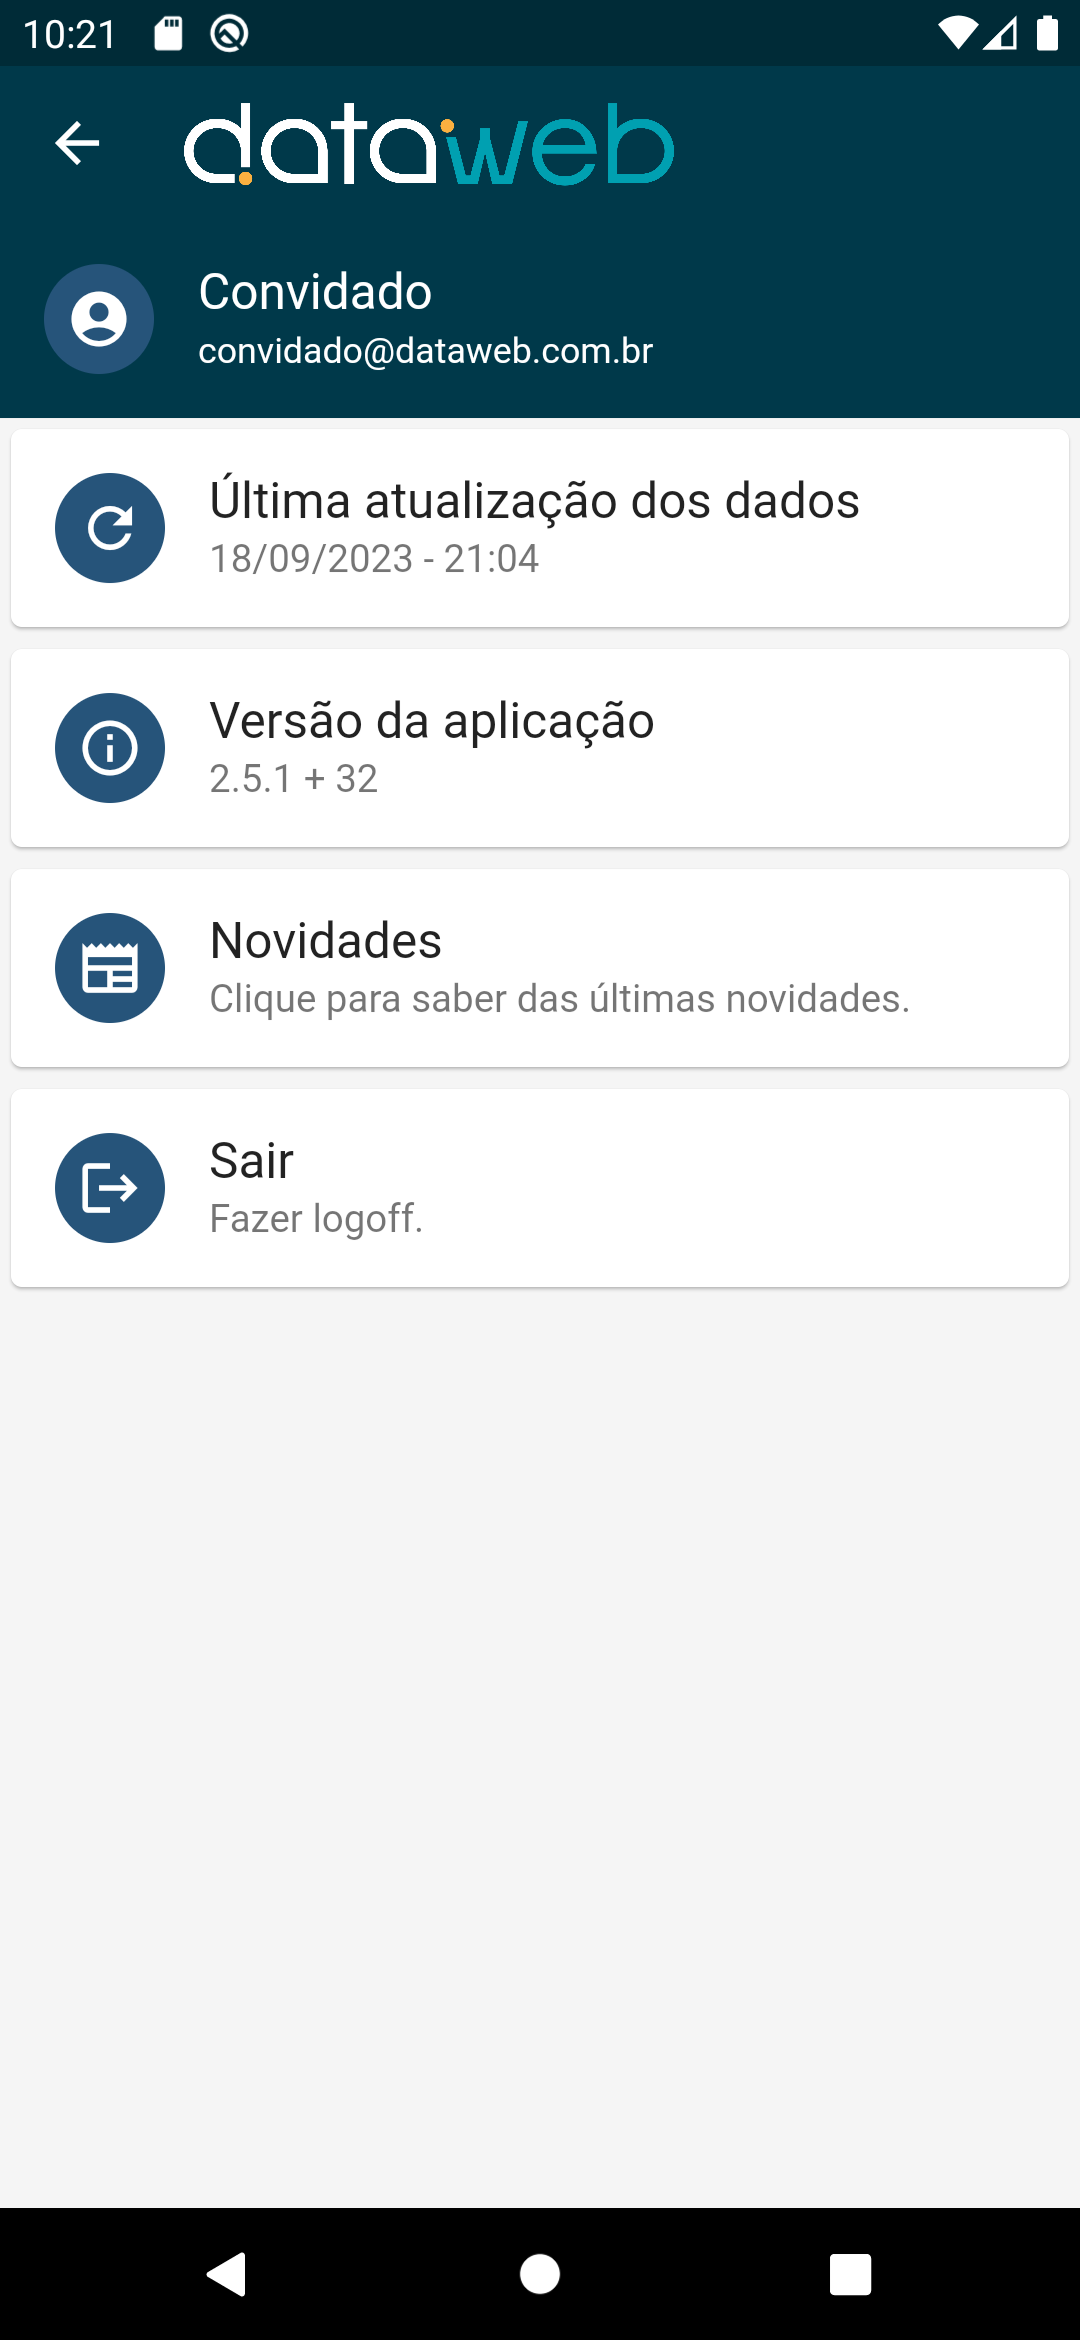 10:21
dataweb
Convidado
convidado@dataweb.com.br
Última atualização dos dados
18/09/2023 - 21:04
Versão da aplicação
2.5.1 + 32
Novidades
Clique para saber das últimas novidades.
Sair
Fazer logoff.